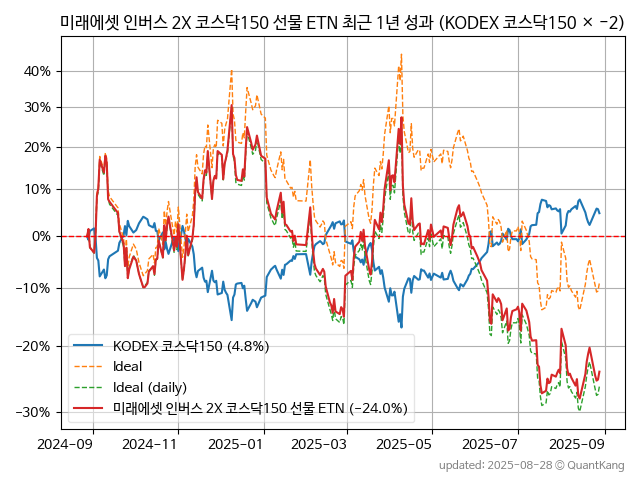 미래에셋 인버스 2X 코스닥150 선물 ETN 최근 1년 성과 (KODEX 코스닥150 × −2)
40%
30%
20%
10%
0%
−10%
−20%
−30%
KODEX 코스닥150 (4.8%)
Ideal
Ideal (daily)
미래에셋 인버스 2X 코스닥150 선물 ETN (−24.0%)
2024-09 2024-11 2025-01 2025-03 2025-05 2025-07 2025-09
updated: 2025-08-28 © QuantKang